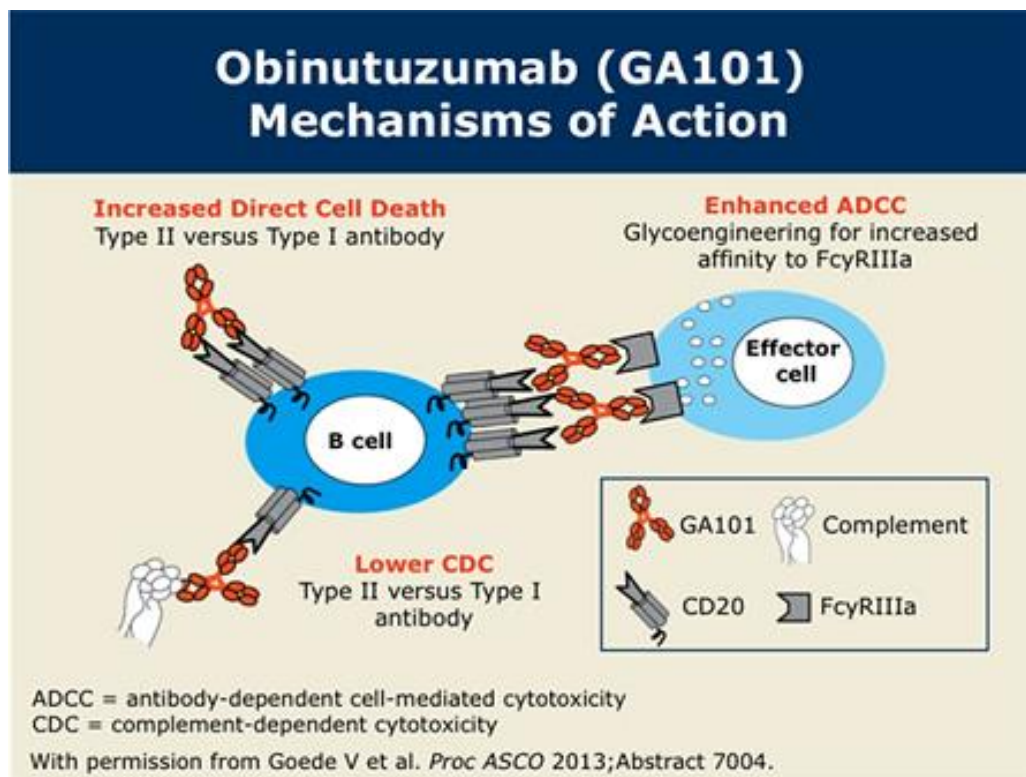 Obinutuzumab (GA101)
Mechanisms of Action
Increased Direct Cell Death
Type II versus Type I antibody
Enhanced ADCC
Glycoengineering for increased
affinity to FcyRIIIa
B cell
Effector
cell
Lower CDC
Type II versus Type I
antibody
GA101
Complement
CD20
FcyRIIIa
ADCC = antibody-dependent cell-mediated cytotoxicity
CDC = complement-dependent cytotoxicity
With permission from Goede V et al. Proc ASCO 2013;Abstract 7004.